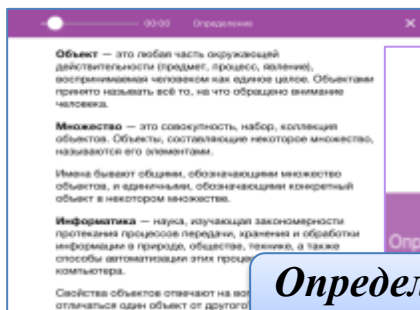 00:00 Определение
Объект — это любая часть окружающей
действительности (предмет, процесс, явление),
воспринимаемая человеком как единое целое. Объектами
принято называть всё то, на что обращено внимание
человека.
Множество — это совокупность, набор, коллекция
объектов. Объекты, составляющие некоторое множество,
называются его элементами.
Имена бывают общими, обозначающими множество
объектов, и единичными, обозначающими конкретный
объект в некотором множестве.
Информатика — наука, изучающая закономерности
протекания процессов передачи, хранения и обработки
информации в природе, обществе, технике, а также
способы автоматизации этих проце
компьютера.
Свойства объектов отвечают на во
отличаться один объект от другого
Опр
Определ